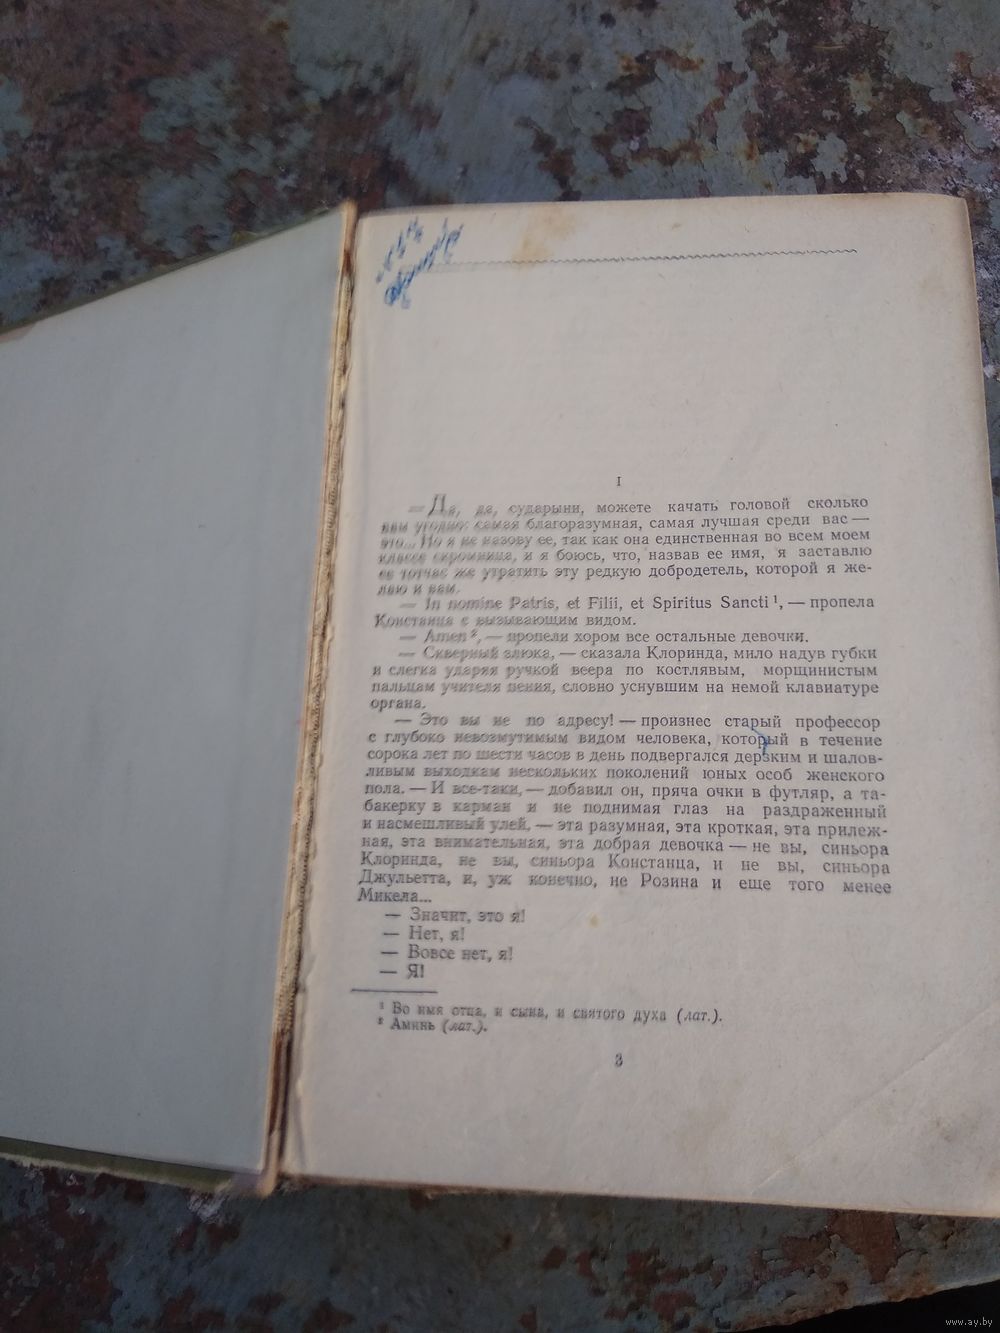 I
— Да, да, сударыни, можете качать головой сколько
вам угодно: самая благоразумная, самая лучшая среди вас —
это... Но я не назову ее, так как она единственная во всем моем
классе скромница, и я боюсь, что, назвав ее имя, я заставлю
ее тотчас же утратить эту редкую добродетель, которой я же-
лаю и вам.
— In nomine Patris, et Filii, et Spiritus Sancti ¹, — пропела
Констанца с вызывающим видом.
— Amen ², — пропели хором все остальные девочки.
— Скверный злюка, — сказала Клоринда, мило надув губки
и слегка ударяя ручкой веера по костлявым, морщинистым
пальцам учителя пения, словно уснувшим на немой клавиатуре
органа.
— Это вы не по адресу! — произнес старый профессор
с глубоко невозмутимым видом человека, который в течение
сорока лет по шести часов в день подвергался дерзким и шалов-
ливым выходкам нескольких поколений юных особ женского
пола. — И все-таки, — добавил он, пряча очки в футляр, а та-
бакерку в карман и не поднимая глаз на раздраженный
и насмешливый улей, — эта разумная, эта кроткая, эта прилеж-
ная, эта внимательная, эта добрая девочка — не вы, синьора
Клоринда, не вы, синьора Констанца, и не вы, синьора
Джульетта, и, уж конечно, не Розина и еще того менее
Микела...
— Значит, это я!
— Нет, я!
— Вовсе нет, я!
— Я!
¹ Во имя отца, и сына, и святого духа (лат.).
² Аминь (лат.).
3
www.ay.by